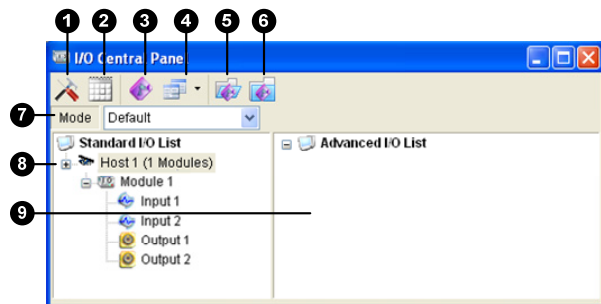 1 2 3 4 5 6
I/O Central Panel
7 Mode Default
Standard I/O List
Advanced I/O List
8 Host 1 (1 Modules)
Module 1
Input 1
9
Input 2
Output 1
Output 2